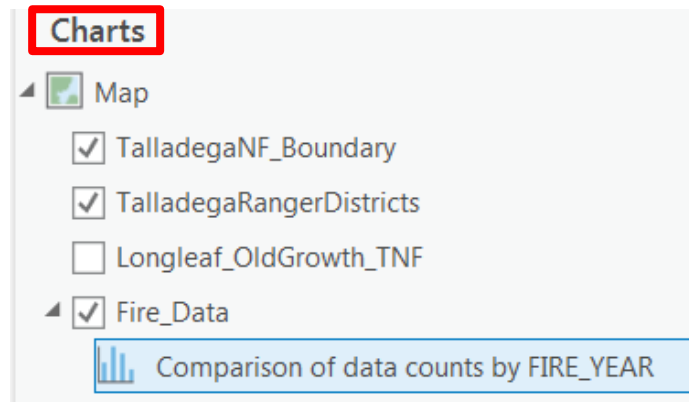 Charts
Map
TalladegaNF_Boundary
TalladegaRangerDistricts
Longleaf_OldGrowth_TNF
Fire_Data
Comparison of data counts by FIRE_YEAR